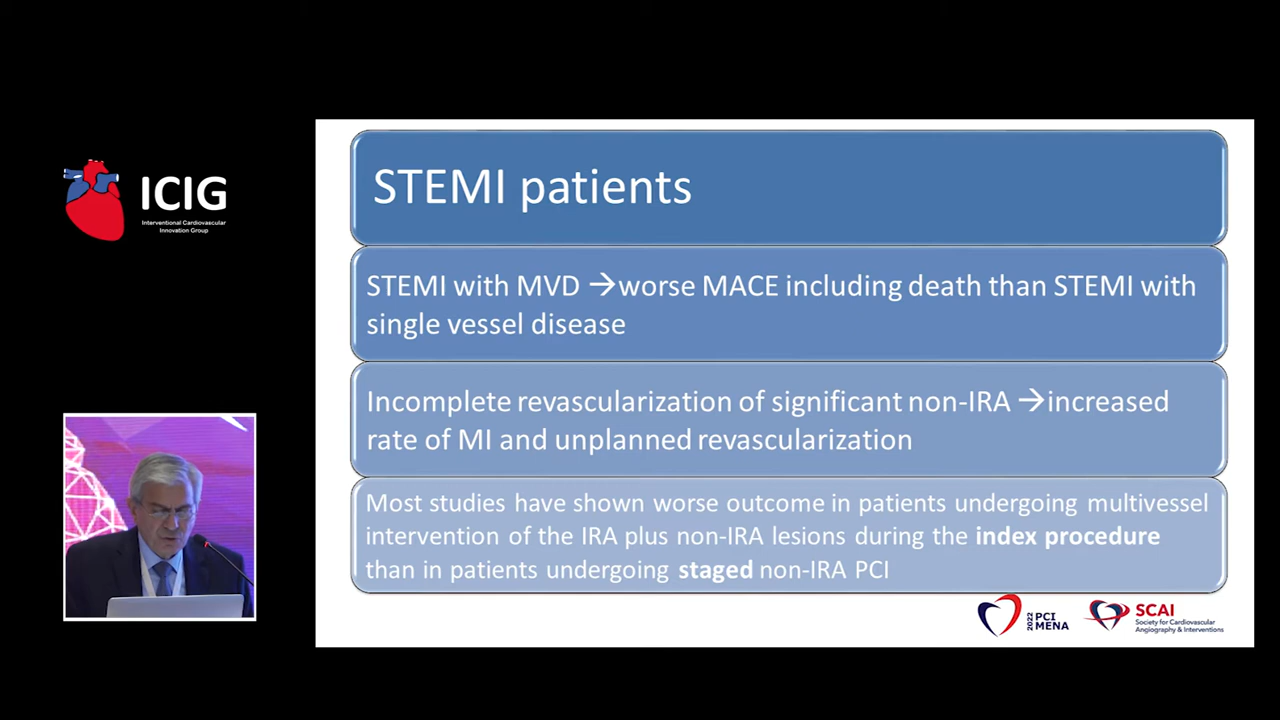 ICIG
Interventional Cardiovascular
Innovation Group
STEMI patients
STEMI with MVD →worse MACE including death than STEMI with
single vessel disease
Incomplete revascularization of significant non-IRA →increased
rate of MI and unplanned revascularization
Most studies have shown worse outcome in patients undergoing multivessel
intervention of the IRA plus non-IRA lesions during the index procedure
than in patients undergoing staged non-IRA PCI
2022 PCI
MENA
SCAI
Society for Cardiovascular
Angiography & Interventions